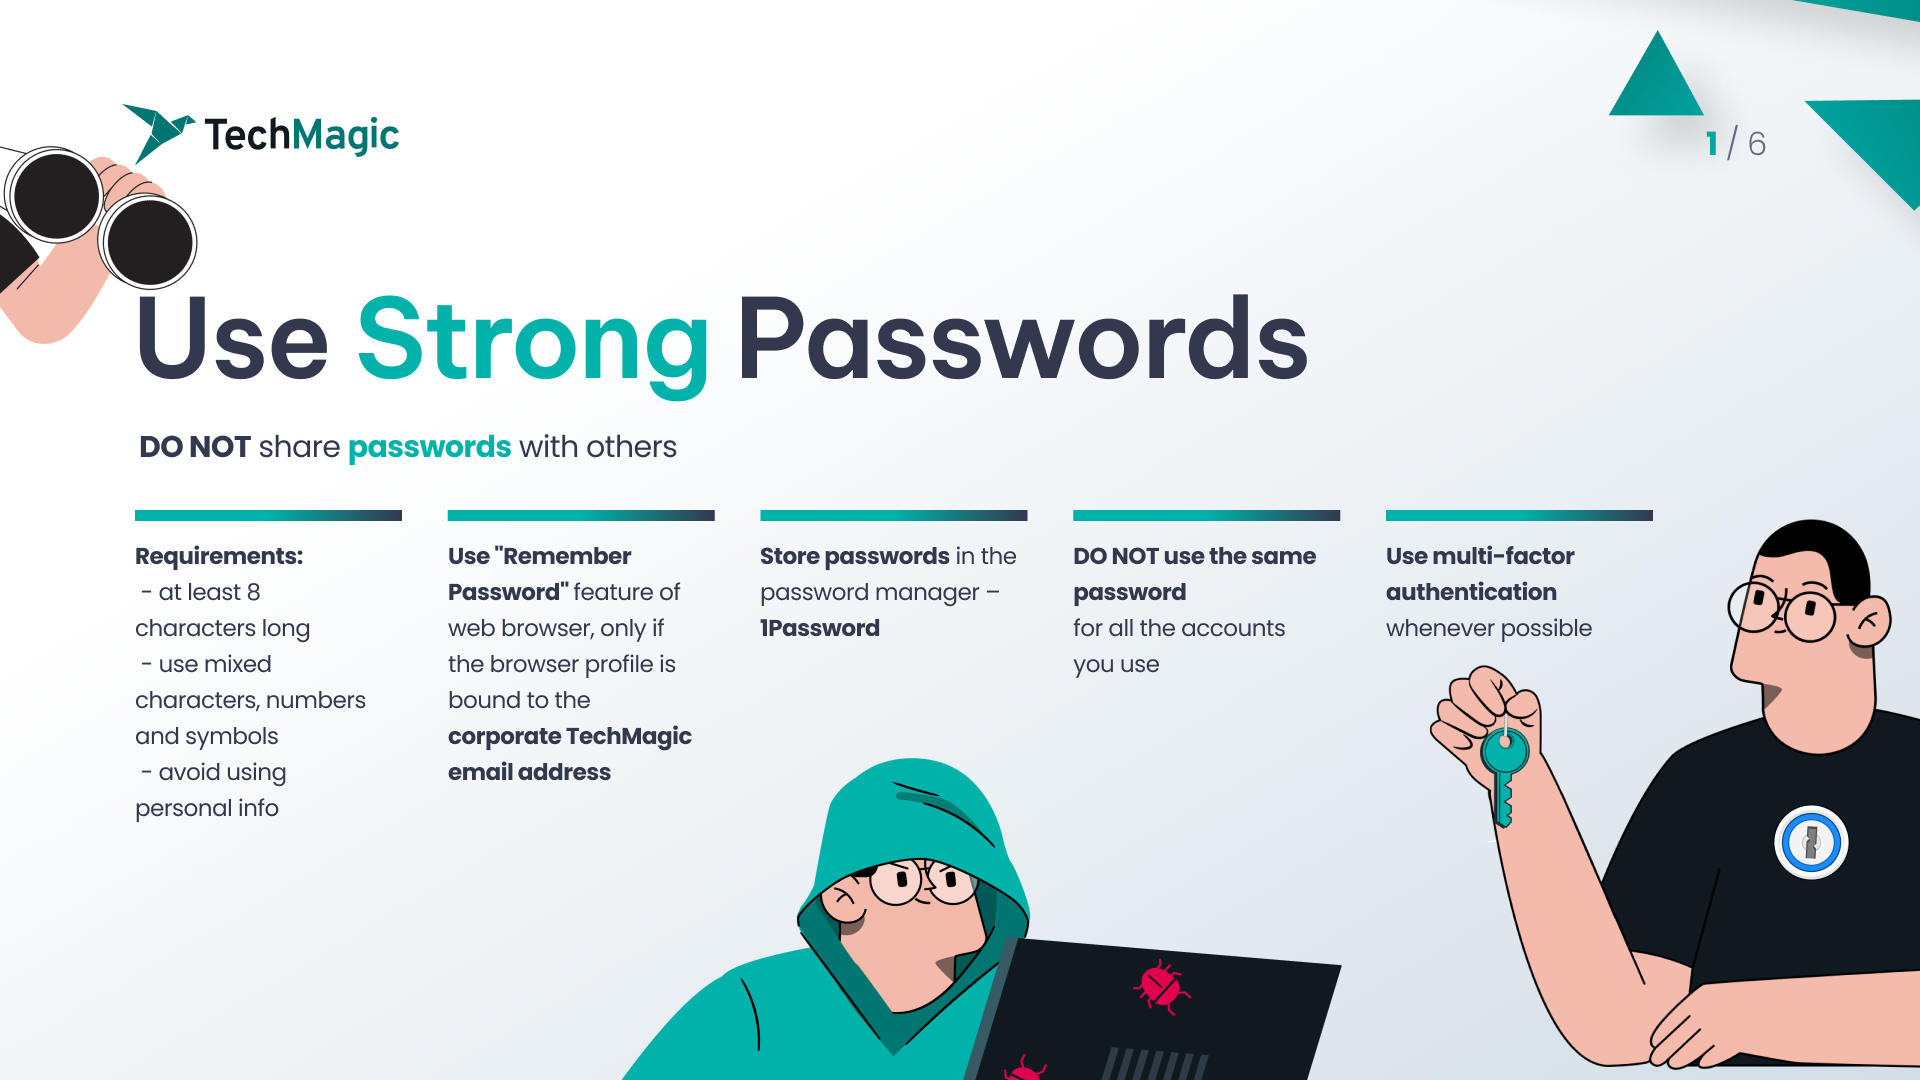 TechMagic
1 / 6
Use Strong Passwords
DO NOT share passwords with others
Requirements:
- at least 8
characters long
- use mixed
characters, numbers
and symbols
- avoid using
personal info
Use "Remember
Password" feature of
web browser, only if
the browser profile is
bound to the
corporate TechMagic
email address
Store passwords in the
password manager –
1Password
DO NOT use the same
password
for all the accounts
you use
Use multi-factor
authentication
whenever possible